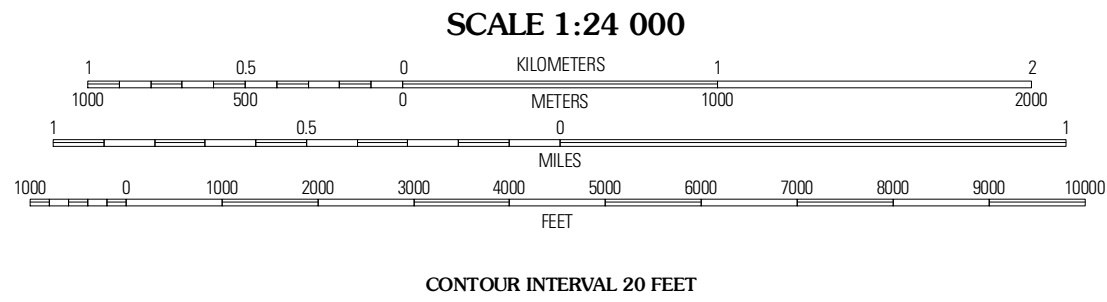 SCALE 1:24 000
1 0.5 0 KILOMETERS 1 2
1000 500 0 METERS 1000 2000
1 0.5 0 1
MILES
1000 0 1000 2000 3000 4000 5000 6000 7000 8000 9000 10000
FEET
CONTOUR INTERVAL 20 FEET